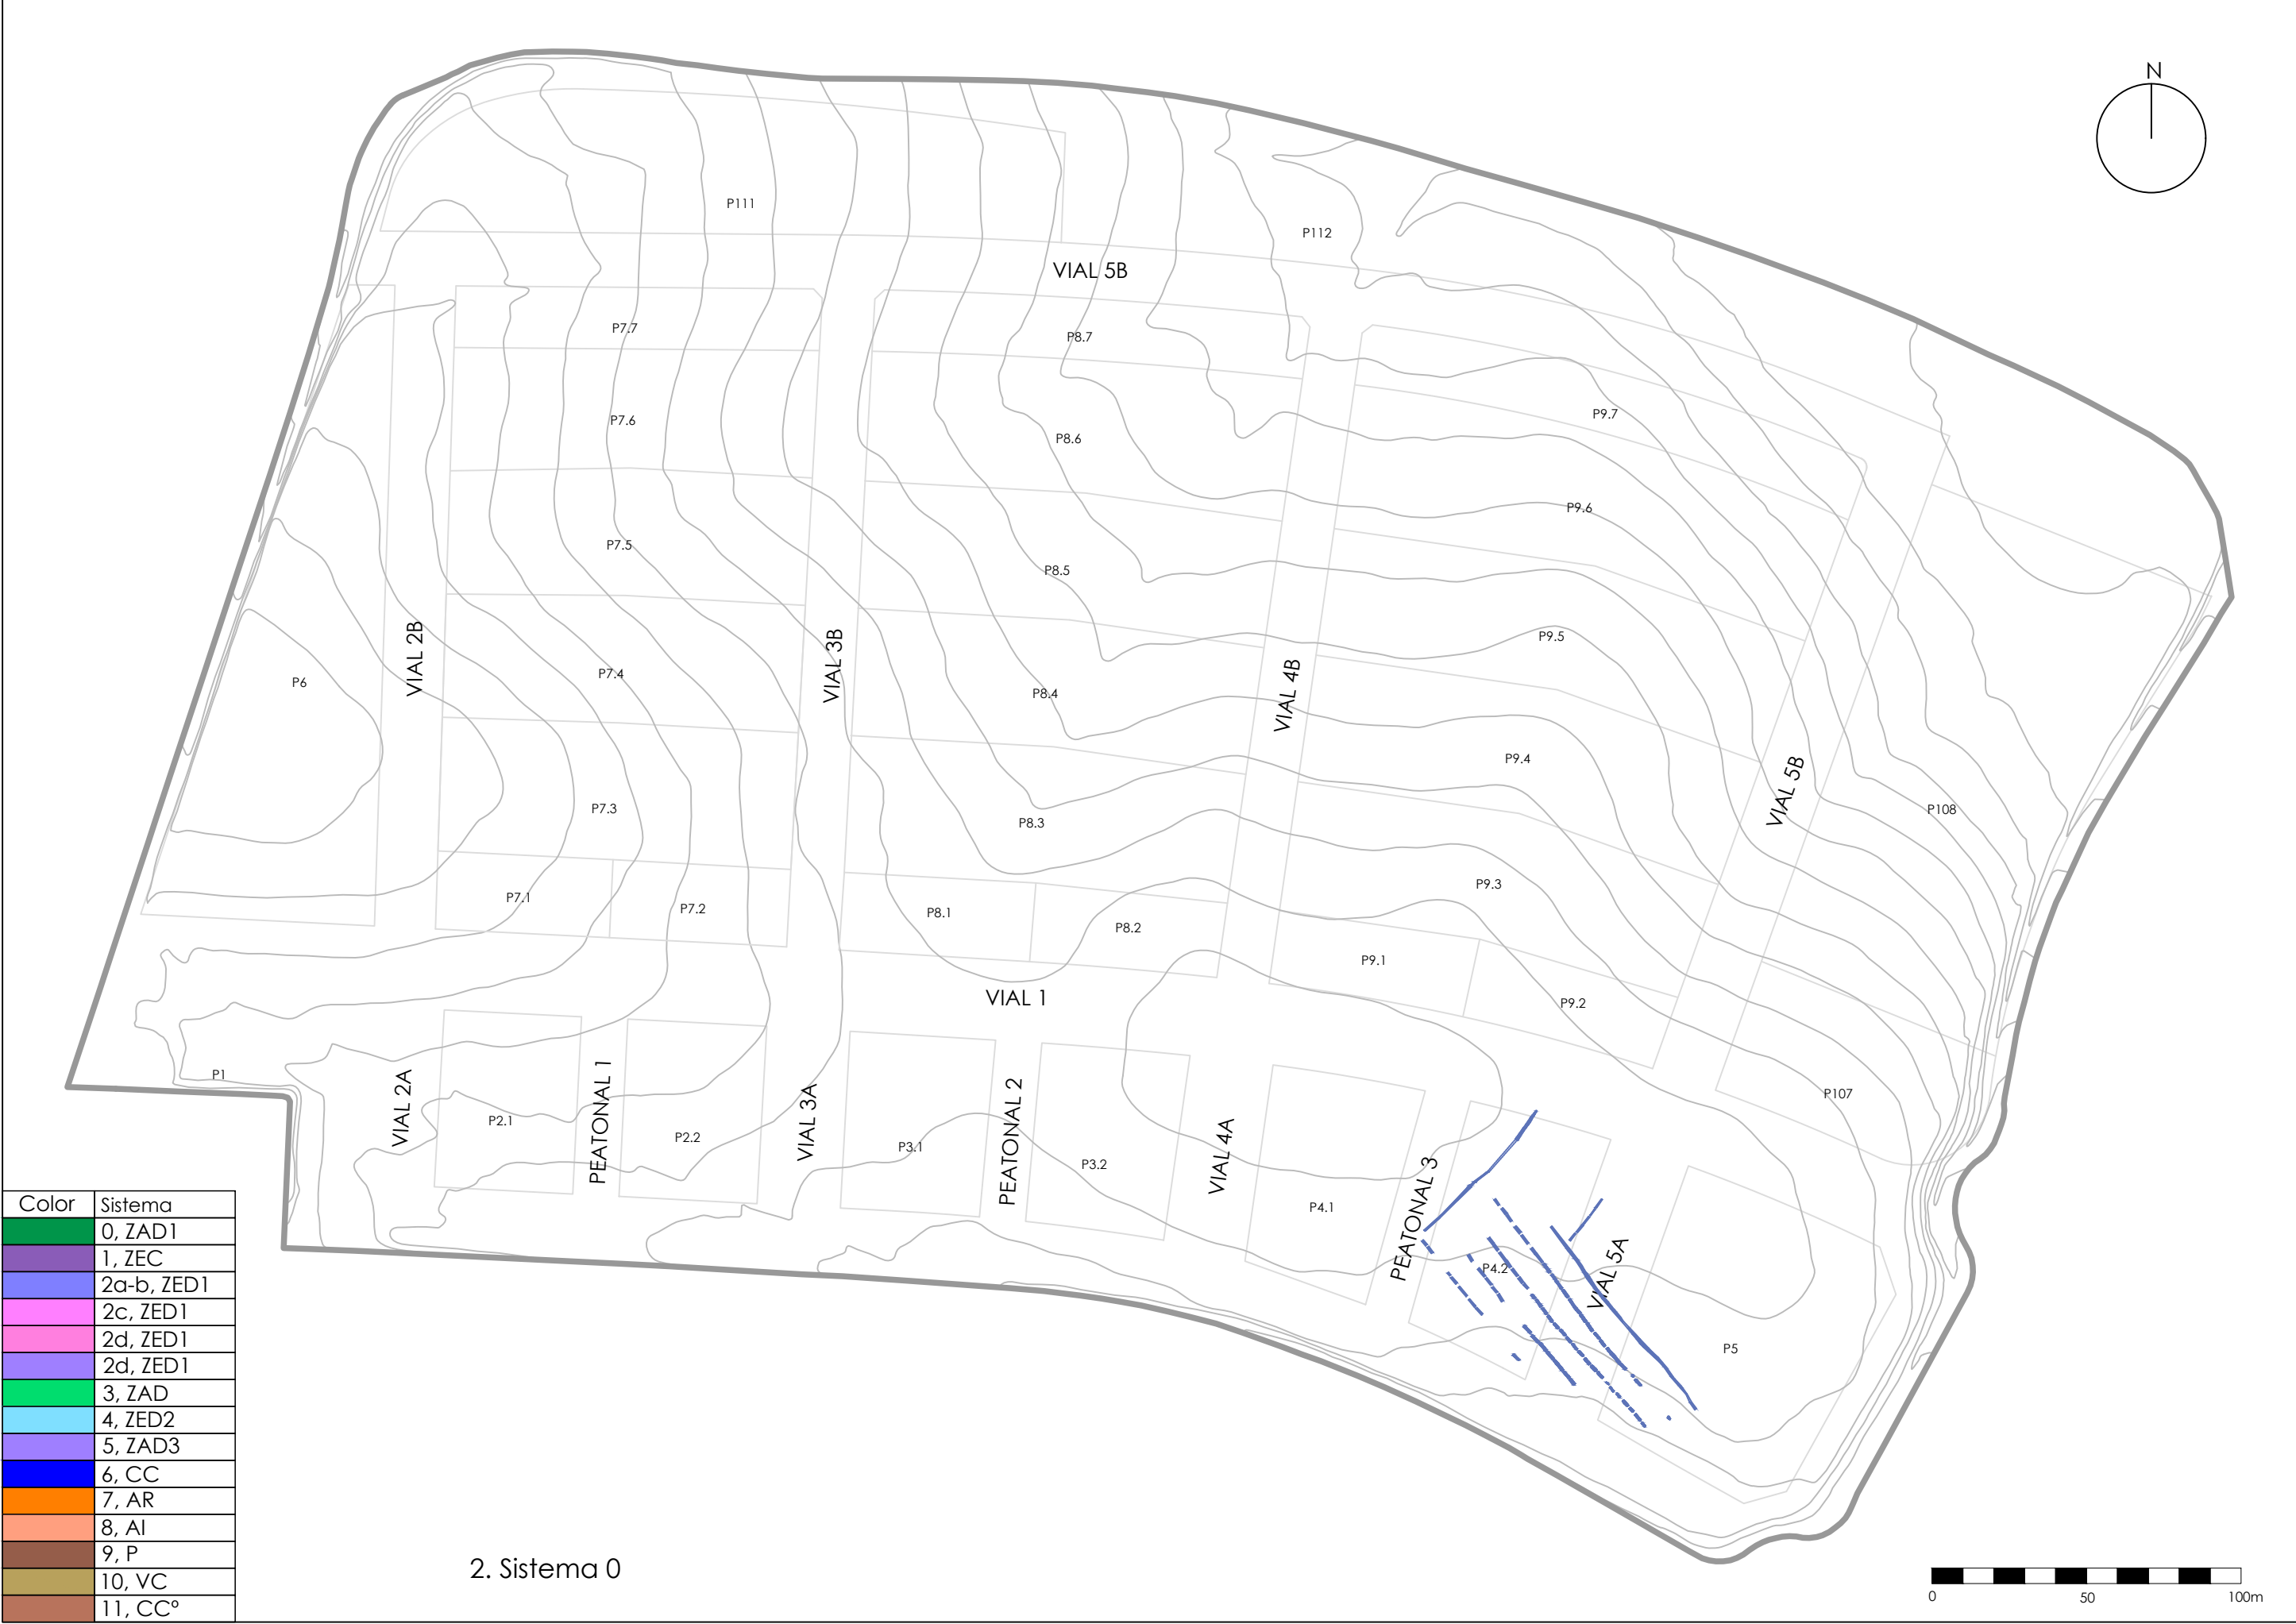 N
P111
P112
VIAL 5B
P7.7
P8.7
P9.7
P7.6
P8.6
P9.6
P7.5
P8.5
P9.5
VIAL 2B
VIAL 3B
VIAL 4B
P6
P7.4
P8.4
P9.4
VIAL 5B
P7.3
P8.3
P108
P9.3
P7.1
P7.2
P8.1
P8.2
P9.1
VIAL 1
P9.2
P1
P107
VIAL 2A
P2.1
PEATONAL 1
P2.2
VIAL 3A
P3.1
PEATONAL 2
P3.2
VIAL 4A
P4.1
PEATONAL 3
P4.2
VIAL 5A
P5
Color Sistema
0, ZAD1
1, ZEC
2a-b, ZED1
2c, ZED1
2d, ZED1
2d, ZED1
3, ZAD
4, ZED2
5, ZAD3
6, CC
7, AR
8, AI
9, P
10, VC
11, CCº
2. Sistema 0
0 50 100m